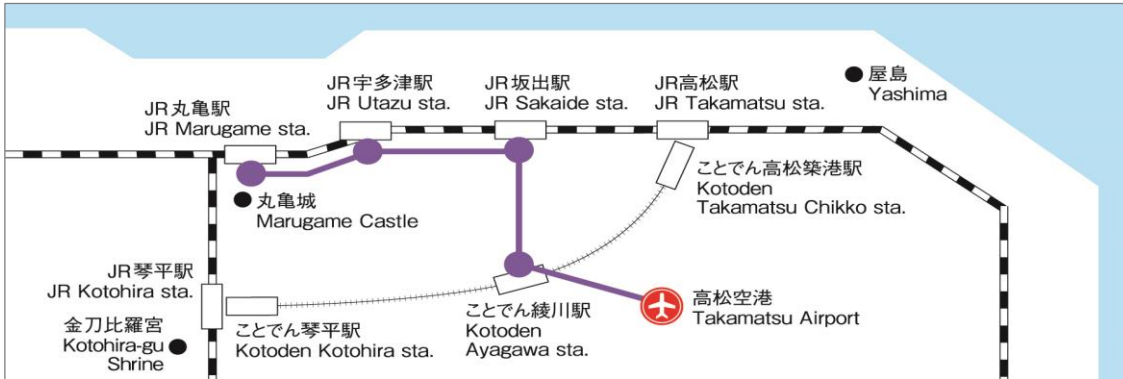 JR宇多津駅
JR Utazu sta.
JR坂出駅
JR Sakaide sta.
JR高松駅
JR Takamatsu sta.
屋島
Yashima
JR丸亀駅
JR Marugame sta.
丸亀城
Marugame Castle
ことでん高松築港駅
Kotoden
Takamatsu Chikko sta.
JR琴平駅
JR Kotohira sta.
金刀比羅宮
Kotohira-gu
Shrine
ことでん琴平駅
Kotoden Kotohira sta.
ことでん綾川駅
Kotoden
Ayagawa sta.
高松空港
Takamatsu Airport